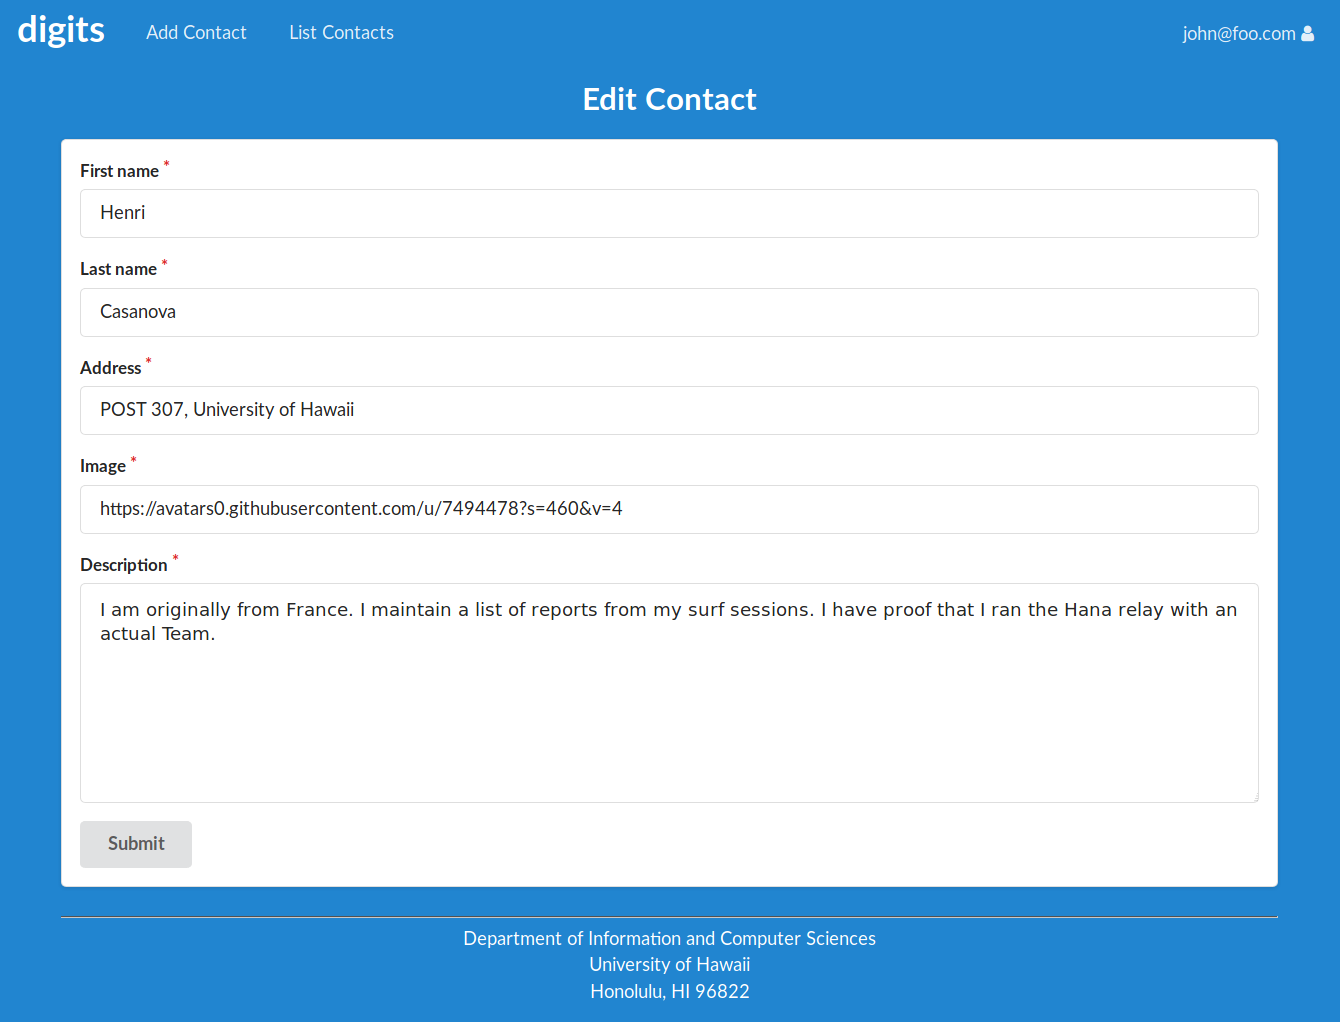 digits Add Contact List Contacts john@foo.com
Edit Contact
First name *
Henri
Last name *
Casanova
Address *
POST 307, University of Hawaii
Image *
https://avatars0.githubusercontent.com/u/7494478?s=460&v=4
Description *
I am originally from France. I maintain a list of reports from my surf sessions. I have proof that I ran the Hana relay with an
actual Team.
Submit
Department of Information and Computer Sciences
University of Hawaii
Honolulu, HI 96822